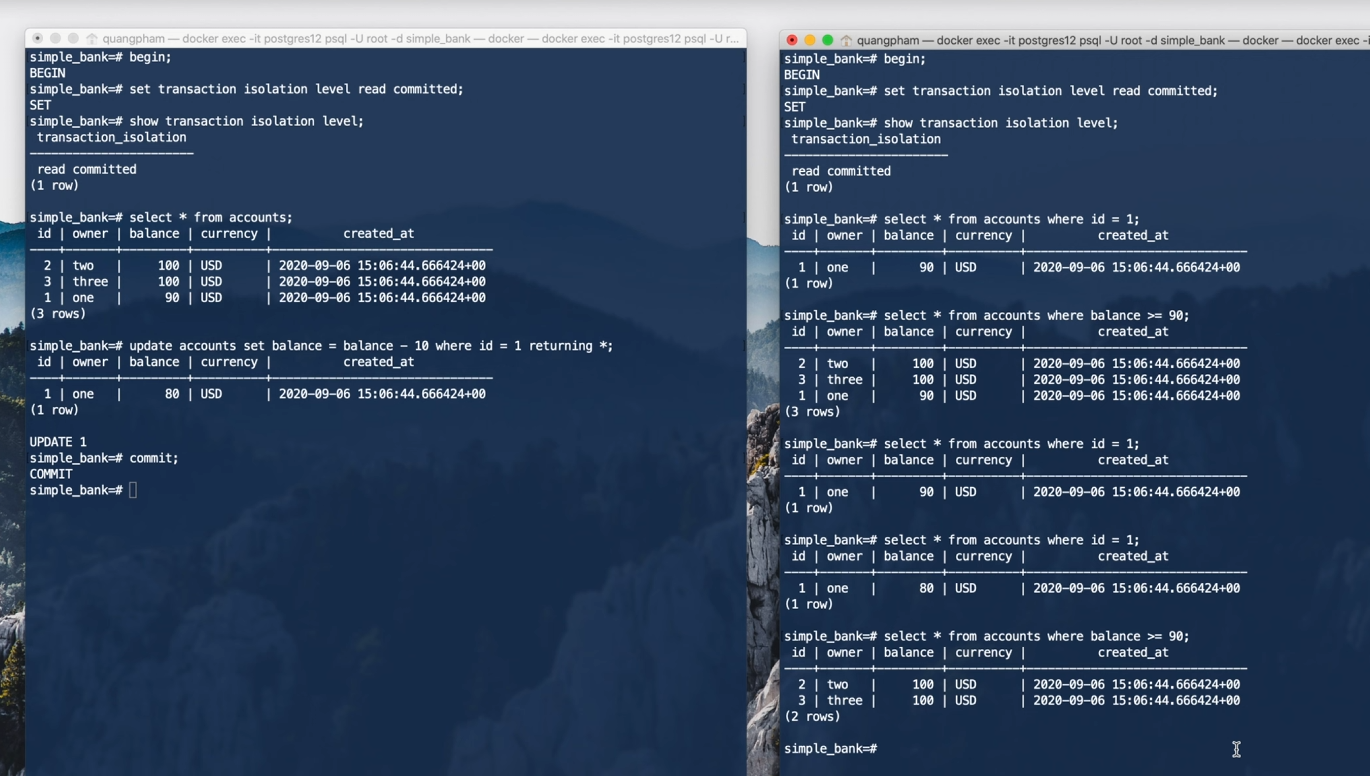 quangpham — docker exec -it postgres12 psql -U root -d simple_bank — docker — docker exec -it postgres12 psql -U r...
simple_bank=# begin;
BEGIN
simple_bank=# set transaction isolation level read committed;
SET
simple_bank=# show transaction isolation level;
 transaction_isolation
-----------------------
 read committed
(1 row)

simple_bank=# select * from accounts;
 id | owner | balance | currency |          created_at
----+-------+---------+----------+-------------------------------
  2 | two   |     100 | USD      | 2020-09-06 15:06:44.666424+00
  3 | three |     100 | USD      | 2020-09-06 15:06:44.666424+00
  1 | one   |      90 | USD      | 2020-09-06 15:06:44.666424+00
(3 rows)

simple_bank=# update accounts set balance = balance - 10 where id = 1 returning *;
 id | owner | balance | currency |          created_at
----+-------+---------+----------+-------------------------------
  1 | one   |      80 | USD      | 2020-09-06 15:06:44.666424+00
(1 row)

UPDATE 1
simple_bank=# commit;
COMMIT
simple_bank=#
quangpham — docker exec -it postgres12 psql -U root -d simple_bank — docker — docker exec -i
simple_bank=# begin;
BEGIN
simple_bank=# set transaction isolation level read committed;
SET
simple_bank=# show transaction isolation level;
 transaction_isolation
-----------------------
 read committed
(1 row)

simple_bank=# select * from accounts where id = 1;
 id | owner | balance | currency |          created_at
----+-------+---------+----------+-------------------------------
  1 | one   |      90 | USD      | 2020-09-06 15:06:44.666424+00
(1 row)

simple_bank=# select * from accounts where balance >= 90;
 id | owner | balance | currency |          created_at
----+-------+---------+----------+-------------------------------
  2 | two   |     100 | USD      | 2020-09-06 15:06:44.666424+00
  3 | three |     100 | USD      | 2020-09-06 15:06:44.666424+00
  1 | one   |      90 | USD      | 2020-09-06 15:06:44.666424+00
(3 rows)

simple_bank=# select * from accounts where id = 1;
 id | owner | balance | currency |          created_at
----+-------+---------+----------+-------------------------------
  1 | one   |      90 | USD      | 2020-09-06 15:06:44.666424+00
(1 row)

simple_bank=# select * from accounts where id = 1;
 id | owner | balance | currency |          created_at
----+-------+---------+----------+-------------------------------
  1 | one   |      80 | USD      | 2020-09-06 15:06:44.666424+00
(1 row)

simple_bank=# select * from accounts where balance >= 90;
 id | owner | balance | currency |          created_at
----+-------+---------+----------+-------------------------------
  2 | two   |     100 | USD      | 2020-09-06 15:06:44.666424+00
  3 | three |     100 | USD      | 2020-09-06 15:06:44.666424+00
(2 rows)

simple_bank=#